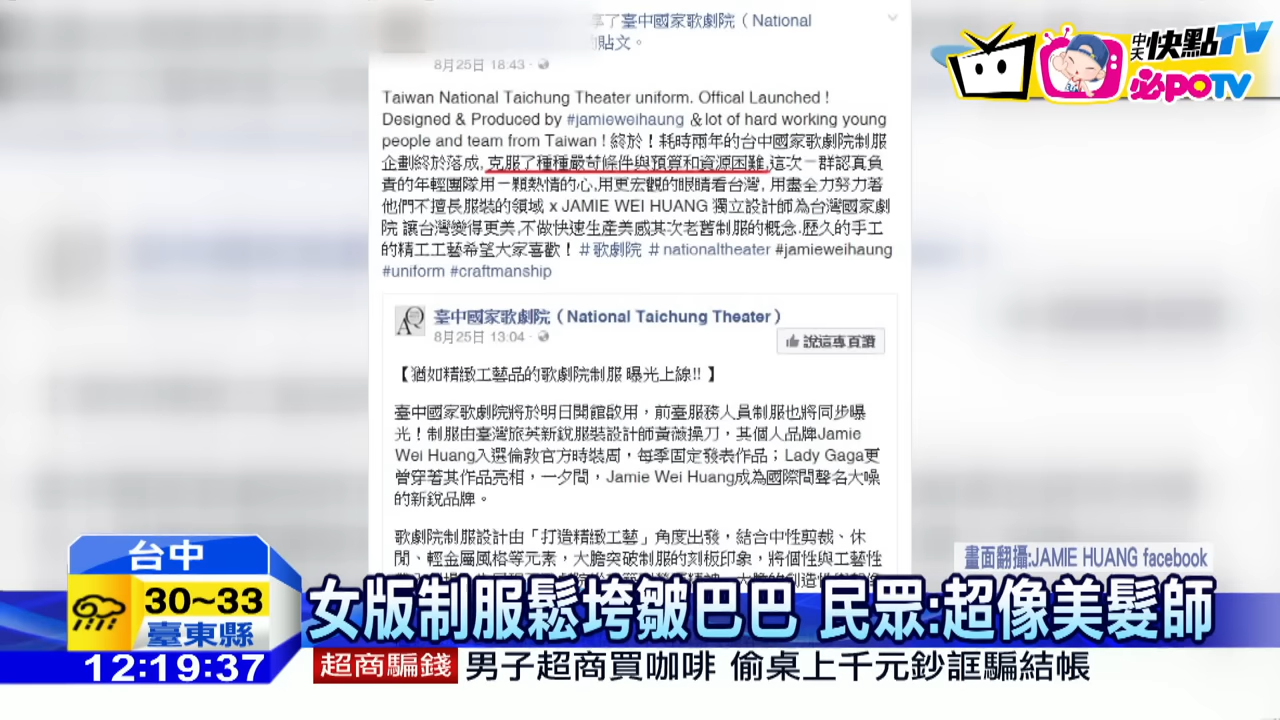 享了臺中國家歌劇院（National
的貼文。
8月25日 18:43
Taiwan National Taichung Theater uniform. Offical Launched !
Designed & Produced by #jamieweihaung & lot of hard working young
people and team from Taiwan ! 終於！耗時兩年的台中國家歌劇院制服
企劃終於落成,克服了種種嚴苛條件與預算和資源困難,這次一群認真負
責的年輕團隊用一顆熱情的心,用更宏觀的眼睛看台灣, 用盡全力努力著
他們不擅長服裝的領域 x JAMIE WEI HUANG 獨立設計師為台灣國家劇
院 讓台灣變得更美,不做快速生產美感其次老舊制服的概念.歷久的手工
的精工工藝希望大家喜歡！#歌劇院 # nationaltheater #jamieweihaung
#uniform #craftmanship
臺中國家歌劇院（National Taichung Theater）
8月25日 13:04
說這專頁讚
【猶如精緻工藝品的歌劇院制服 曝光上線!! 】
臺中國家歌劇院將於明日開館啟用，前臺服務人員制服也將同步曝
光！制服由臺灣旅英新銳服裝設計師黃薇操刀，其個人品牌Jamie
Wei Huang入選倫敦官方時裝周，每季固定發表作品；Lady Gaga更
曾穿著其作品亮相，一夕間，Jamie Wei Huang成為國際間聲名大噪
的新銳品牌。
歌劇院制服設計由「打造精緻工藝」角度出發，結合中性剪裁、休
閒、輕金屬風格等元素，大膽突破制服的刻板印象，將個性與工藝性
中天快點TV
必POTV
畫面翻攝:JAMIE HUANG facebook
台中
30~33
臺東縣
12:19:37
女版制服鬆垮皺巴巴 民眾:超像美髮師
超商騙錢 男子超商買咖啡 偷桌上千元鈔誆騙結帳